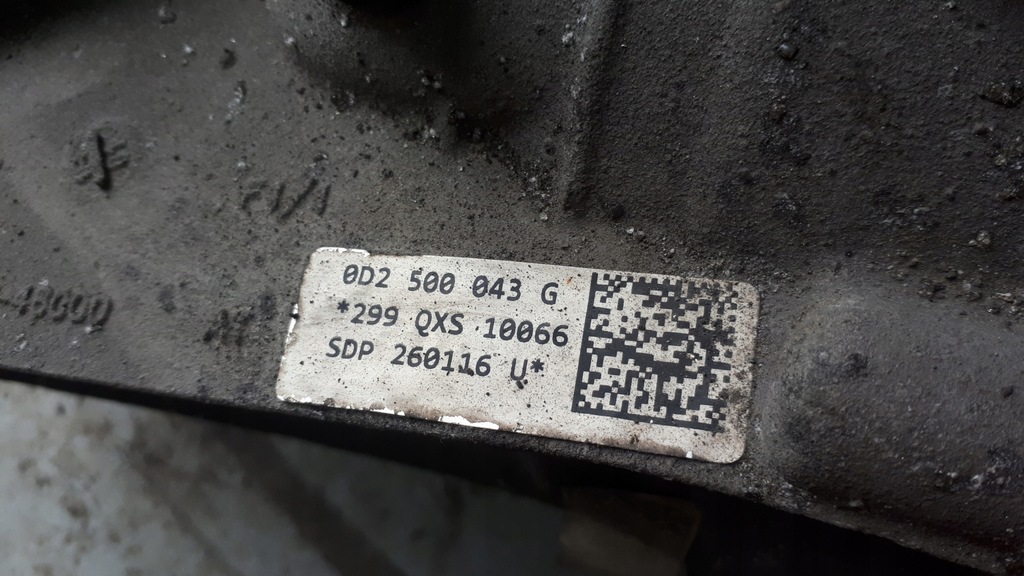 0D2 500 043 G
*299 QXS 10066
SDP 260116 U*